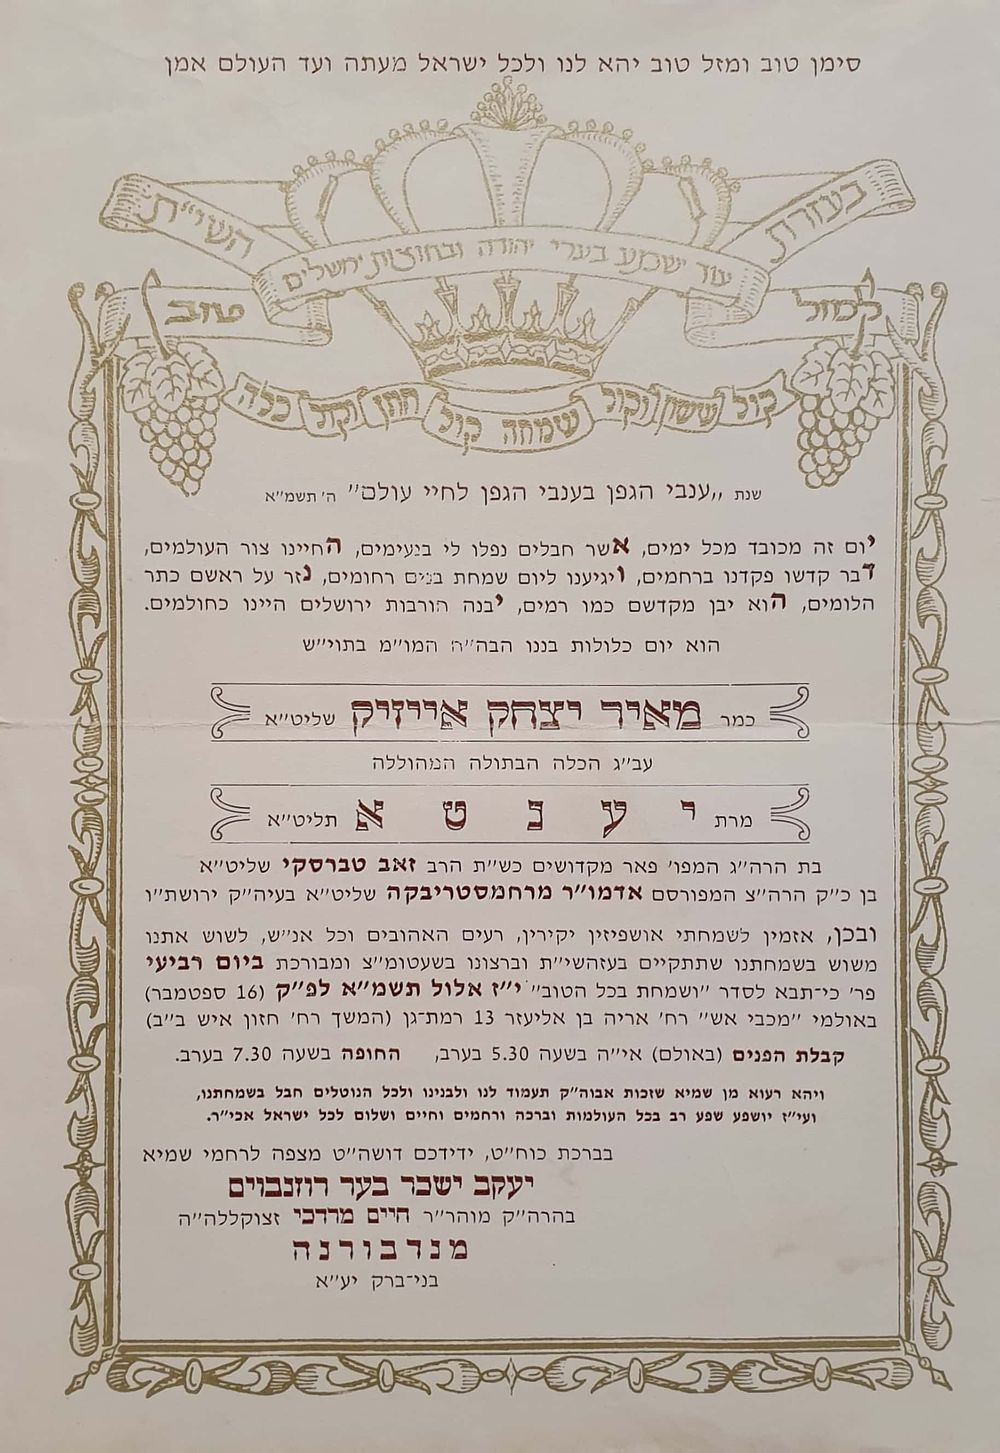 סימן טוב ומזל טוב יהא לנו ולכל ישראל מעתה ועד העולם אמן
בעזרת השי״ת
עוד ישמע בערי יהודה ובחוצות ירושלים
למזל טוב
קול ששון וקול שמחה קול חתן וקול כלה
שנת ,,ענבי הגפן בענבי הגפן לחיי עולם״ ה׳ תשמ״א
יום זה מכובד מכל ימים, אשר חבלים נפלו לי בנעימים, החיינו צור העולמים,
דבר קדשו פקדנו ברחמים, ויגיענו ליום שמחת בנים רחומים, נזר על ראשם כתר
הלומים, הוא יבן מקדשם כמו רמים, יבנה חורבות ירושלים היינו כחולמים.
הוא יום כלולות בננו הבה״ח המו״מ בתוי״ש
כמר מאיר יצחק אייזיק שליט״א
עב״ג הכלה הבתולה המהוללה
מרת יענטא תליט״א
בת הרה״ג המפו׳ פאר מקדושים כש״ת הרב זאב טברסקי שליט״א
בן כ״ק הרה״צ המפורסם אדמו״ר מרחמסטריבקה שליט״א בעיה״ק ירושת״ו
ובכן, אזמין לשמחתי אושפיזין יקירין, רעים האהובים וכל אנ״ש, לשוש אתנו
משוש בשמחתנו שתתקיים בעזהשי״ת וברצונו בשעטומ״צ ומבורכת ביום רביעי
פר׳ כי־תבא לסדר ״ושמחת בכל הטוב״ י״ז אלול תשמ״א לפ״ק (16 ספטמבר)
באולמי ״מכבי אש״ רח׳ אריה בן אליעזר 13 רמת־גן (המשך רח׳ חזון איש ב״ב)
קבלת הפנים (באולם) אי״ה בשעה 5.30 בערב, החופה בשעה 7.30 בערב.
ויהא רעוא מן שמיא שזכות אבוה״ק תעמוד לנו ולבנינו ולכל הנוטלים חבל בשמחתנו,
ועי״ז יושפע שפע רב בכל העולמות וברכה ורחמים וחיים ושלום לכל ישראל אכי״ר.
בברכת כוח״ט, ידידכם דושה״ט מצפה לרחמי שמיא
יעקב ישכר בער רוזנבוים
בהרה״ק מוהר״ר חיים מרדכי זצוקללה״ה
מנדבורנה
בני־ברק יע״א